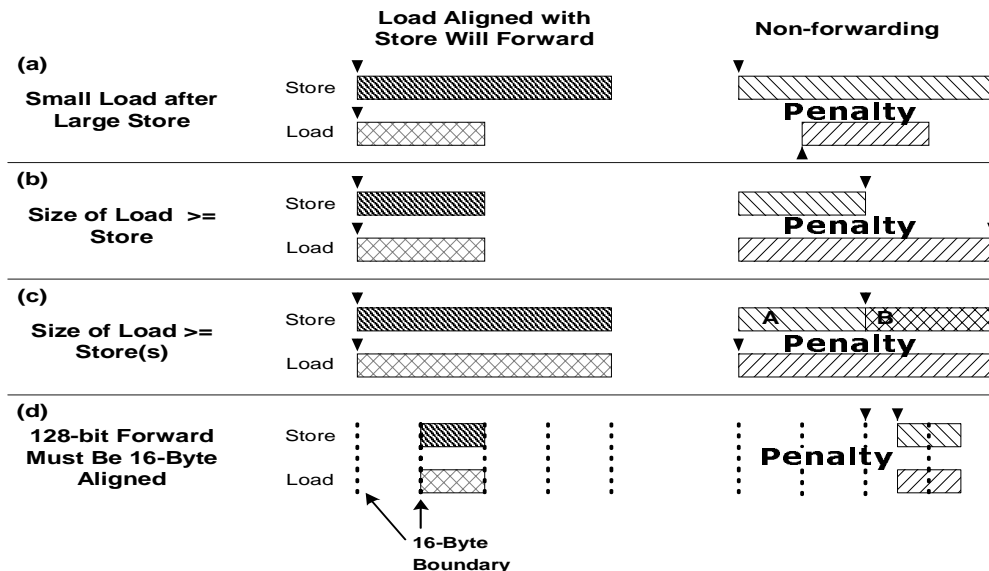 Load Aligned with
Store Will Forward
Non-forwarding
(a)
Small Load after
Large Store
Store
Load
Penalty
(b)
Size of Load >=
Store
Store
Load
Penalty
(c)
Size of Load >=
Store(s)
Store
Load
A
B
Penalty
(d)
128-bit Forward
Must Be 16-Byte
Aligned
Store
Load
Penalty
16-Byte
Boundary